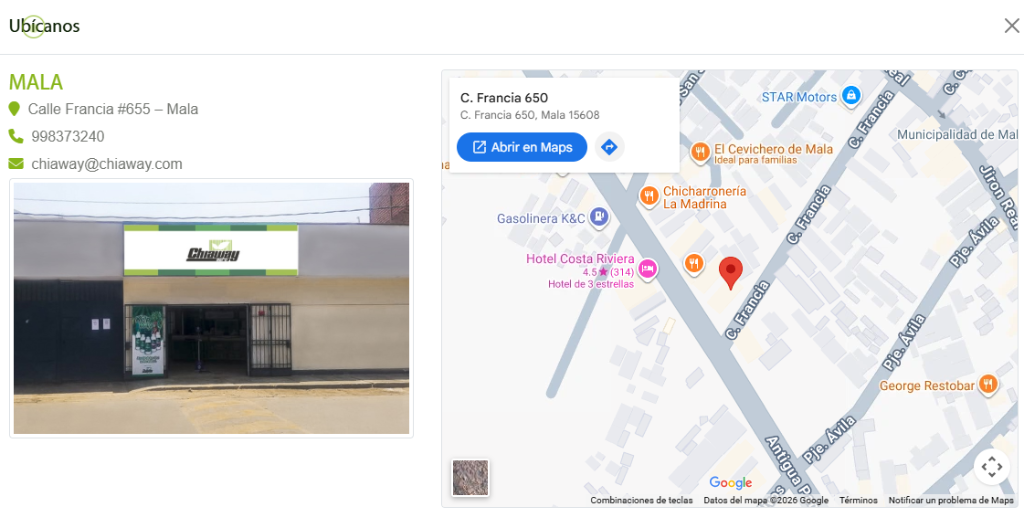 Ubícanos
MALA
Calle Francia #655 – Mala
998373240
chiaway@chiaway.com
Chiaway
C. Francia 650
C. Francia 650, Mala 15608
Abrir en Maps
STAR Motors
C. Francia
Municipalidad de Mal
El Cevichero de Mala
Ideal para familias
Chicharronería
La Madrina
Jirón Rea
Gasolinera K&C
C. Francia
Pje. Ávila
Hotel Costa Riviera
4.5★(314)
Hotel de 3 estrellas
C. Francia
Pje. Ávila
George Restobar
Pje. Ávila
Antigua P
Google
Combinaciones de teclas
Datos del mapa ©2026 Google
Términos
Notificar un problema de Maps